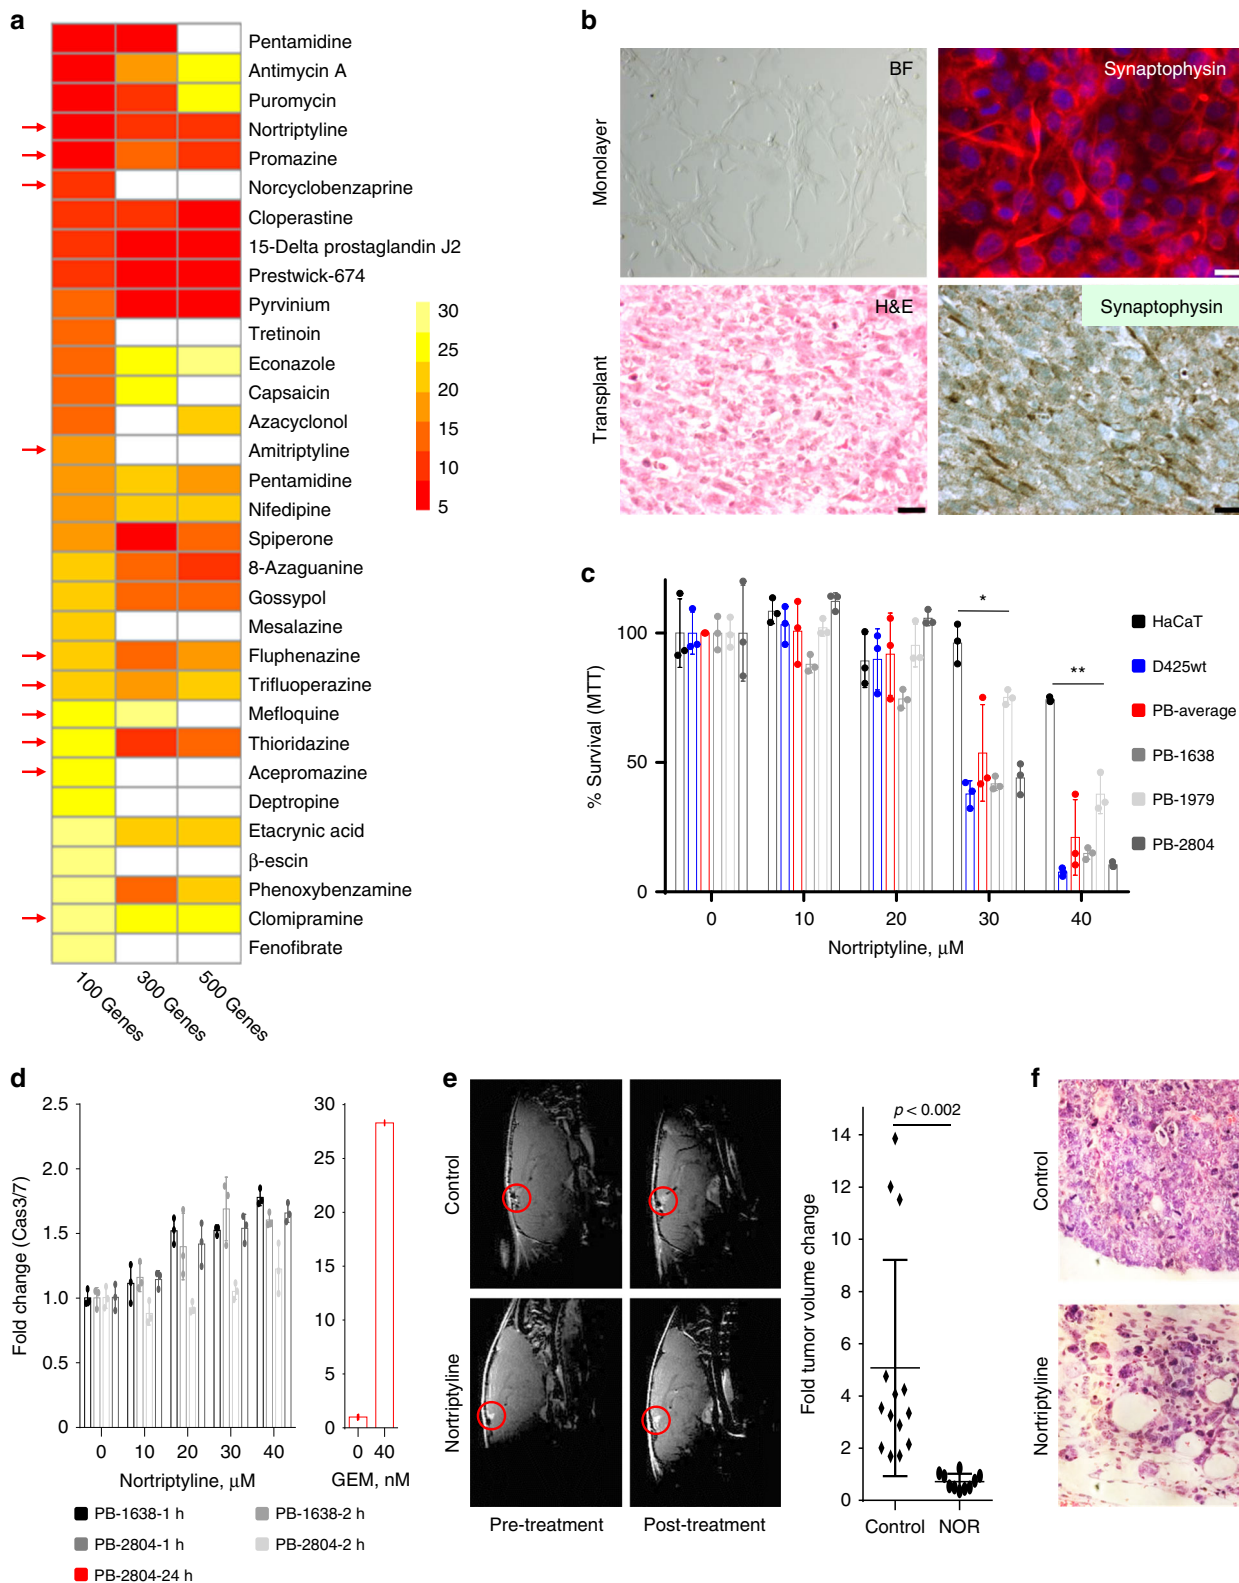 a
Pentamidine
Antimycin A
Puromycin
Nortriptyline
Promazine
Norcyclobenzaprine
Cloperastine
15-Delta prostaglandin J2
Prestwick-674
Pyrvinium
Tretinoin
Econazole
Capsaicin
Azacyclonol
Amitriptyline
Pentamidine
Nifedipine
Spiperone
8-Azaguanine
Gossypol
Mesalazine
Fluphenazine
Trifluoperazine
Mefloquine
Thioridazine
Acepromazine
Deptropine
Etacrynic acid
β-escin
Phenoxybenzamine
Clomipramine
Fenofibrate
100 Genes
300 Genes
500 Genes
30
25
20
15
10
5
b
Monolayer
BF
Synaptophysin
Transplant
H&E
Synaptophysin
c
% Survival (MTT)
100
50
0
*
**
0 10 20 30 40
Nortriptyline, μM
HaCaT
D425wt
PB-average
PB-1638
PB-1979
PB-2804
d
Fold change (Cas3/7)
2.5
2.0
1.5
1.0
0.5
0
0 10 20 30 40
Nortriptyline, μM
30
25
20
15
10
5
0
0 40
GEM, nM
PB-1638-1 h
PB-2804-1 h
PB-2804-24 h
PB-1638-2 h
PB-2804-2 h
e
Control
Nortriptyline
Pre-treatment
Post-treatment
Fold tumor volume change
p < 0.002
14
12
10
8
6
4
2
0
Control NOR
f
Control
Nortriptyline